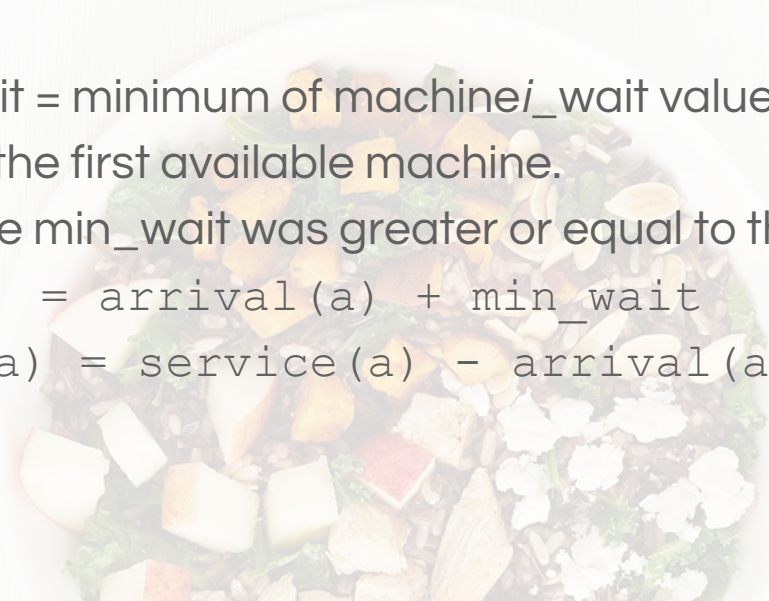 it = minimum of machinei_wait value
the first available machine.
e min_wait was greater or equal to th
= arrival(a) + min_wait
a) = service(a) - arrival(a